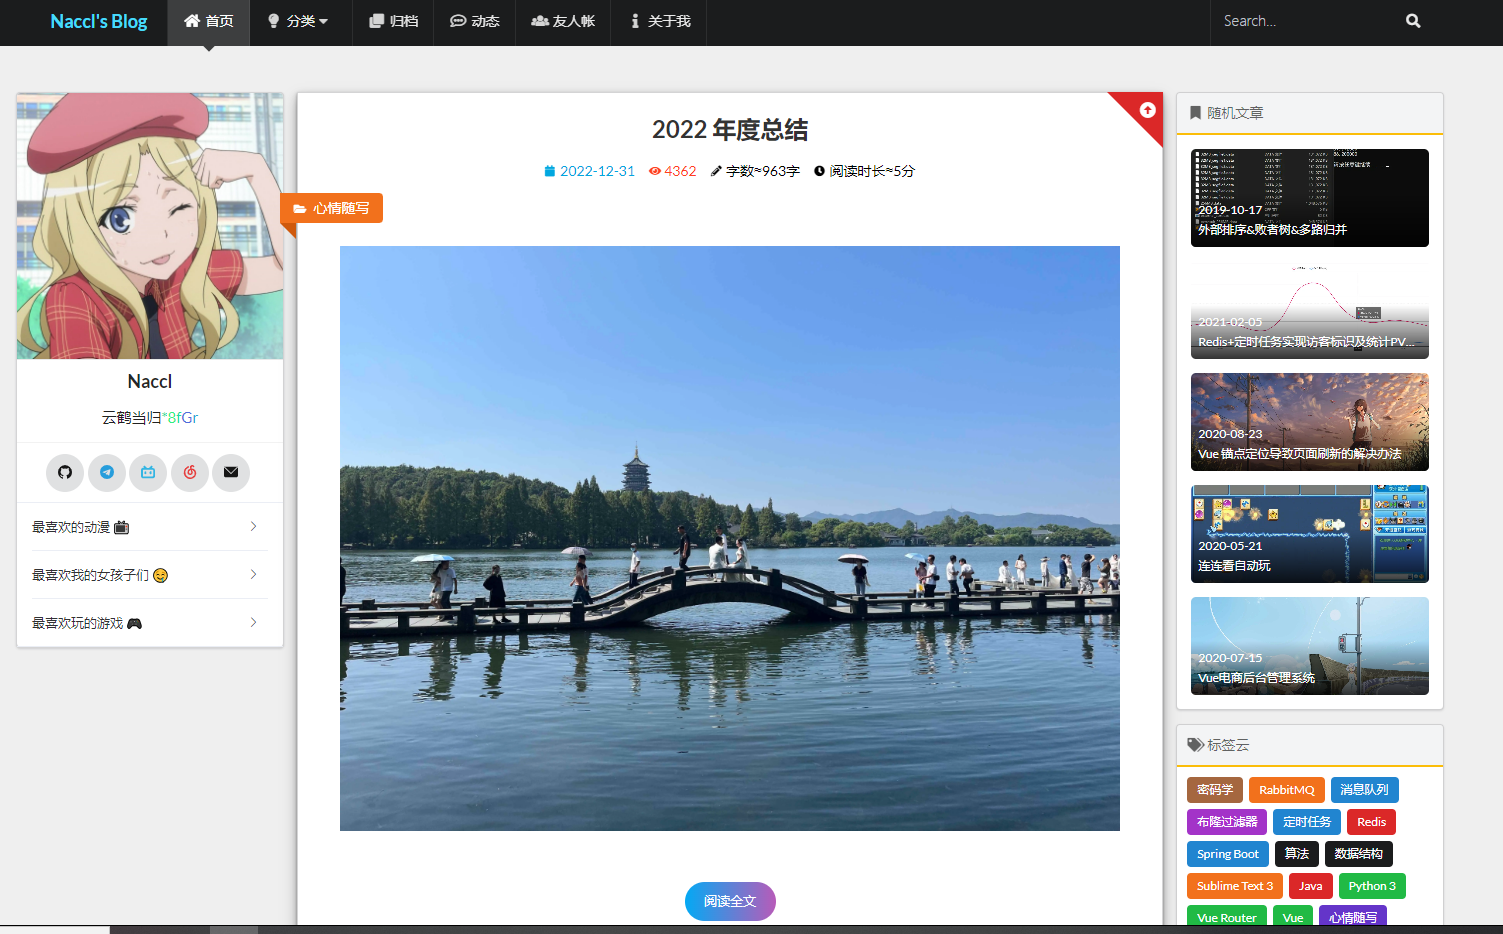 Naccl's Blog 首页 分类 归档 动态 友人帐 关于我 Search...
Naccl
云鹤当归*8fGr
最喜欢的动漫 📺
最喜欢我的女孩子们 😊
最喜欢玩的游戏 🎮
2022 年度总结
2022-12-31 4362 字数≈963字 阅读时长≈5分
心情随写
阅读全文
随机文章
2019-10-17
外部排序&败者树&多路归并
2021-02-05
Redis+定时任务实现访客标识及统计PV...
2020-08-23
Vue 锚点定位导致页面刷新的解决办法
2020-05-21
连连看自动玩
2020-07-15
Vue电商后台管理系统
标签云
密码学 RabbitMQ 消息队列
布隆过滤器 定时任务 Redis
Spring Boot 算法 数据结构
Sublime Text 3 Java Python 3
Vue Router Vue 心情随写